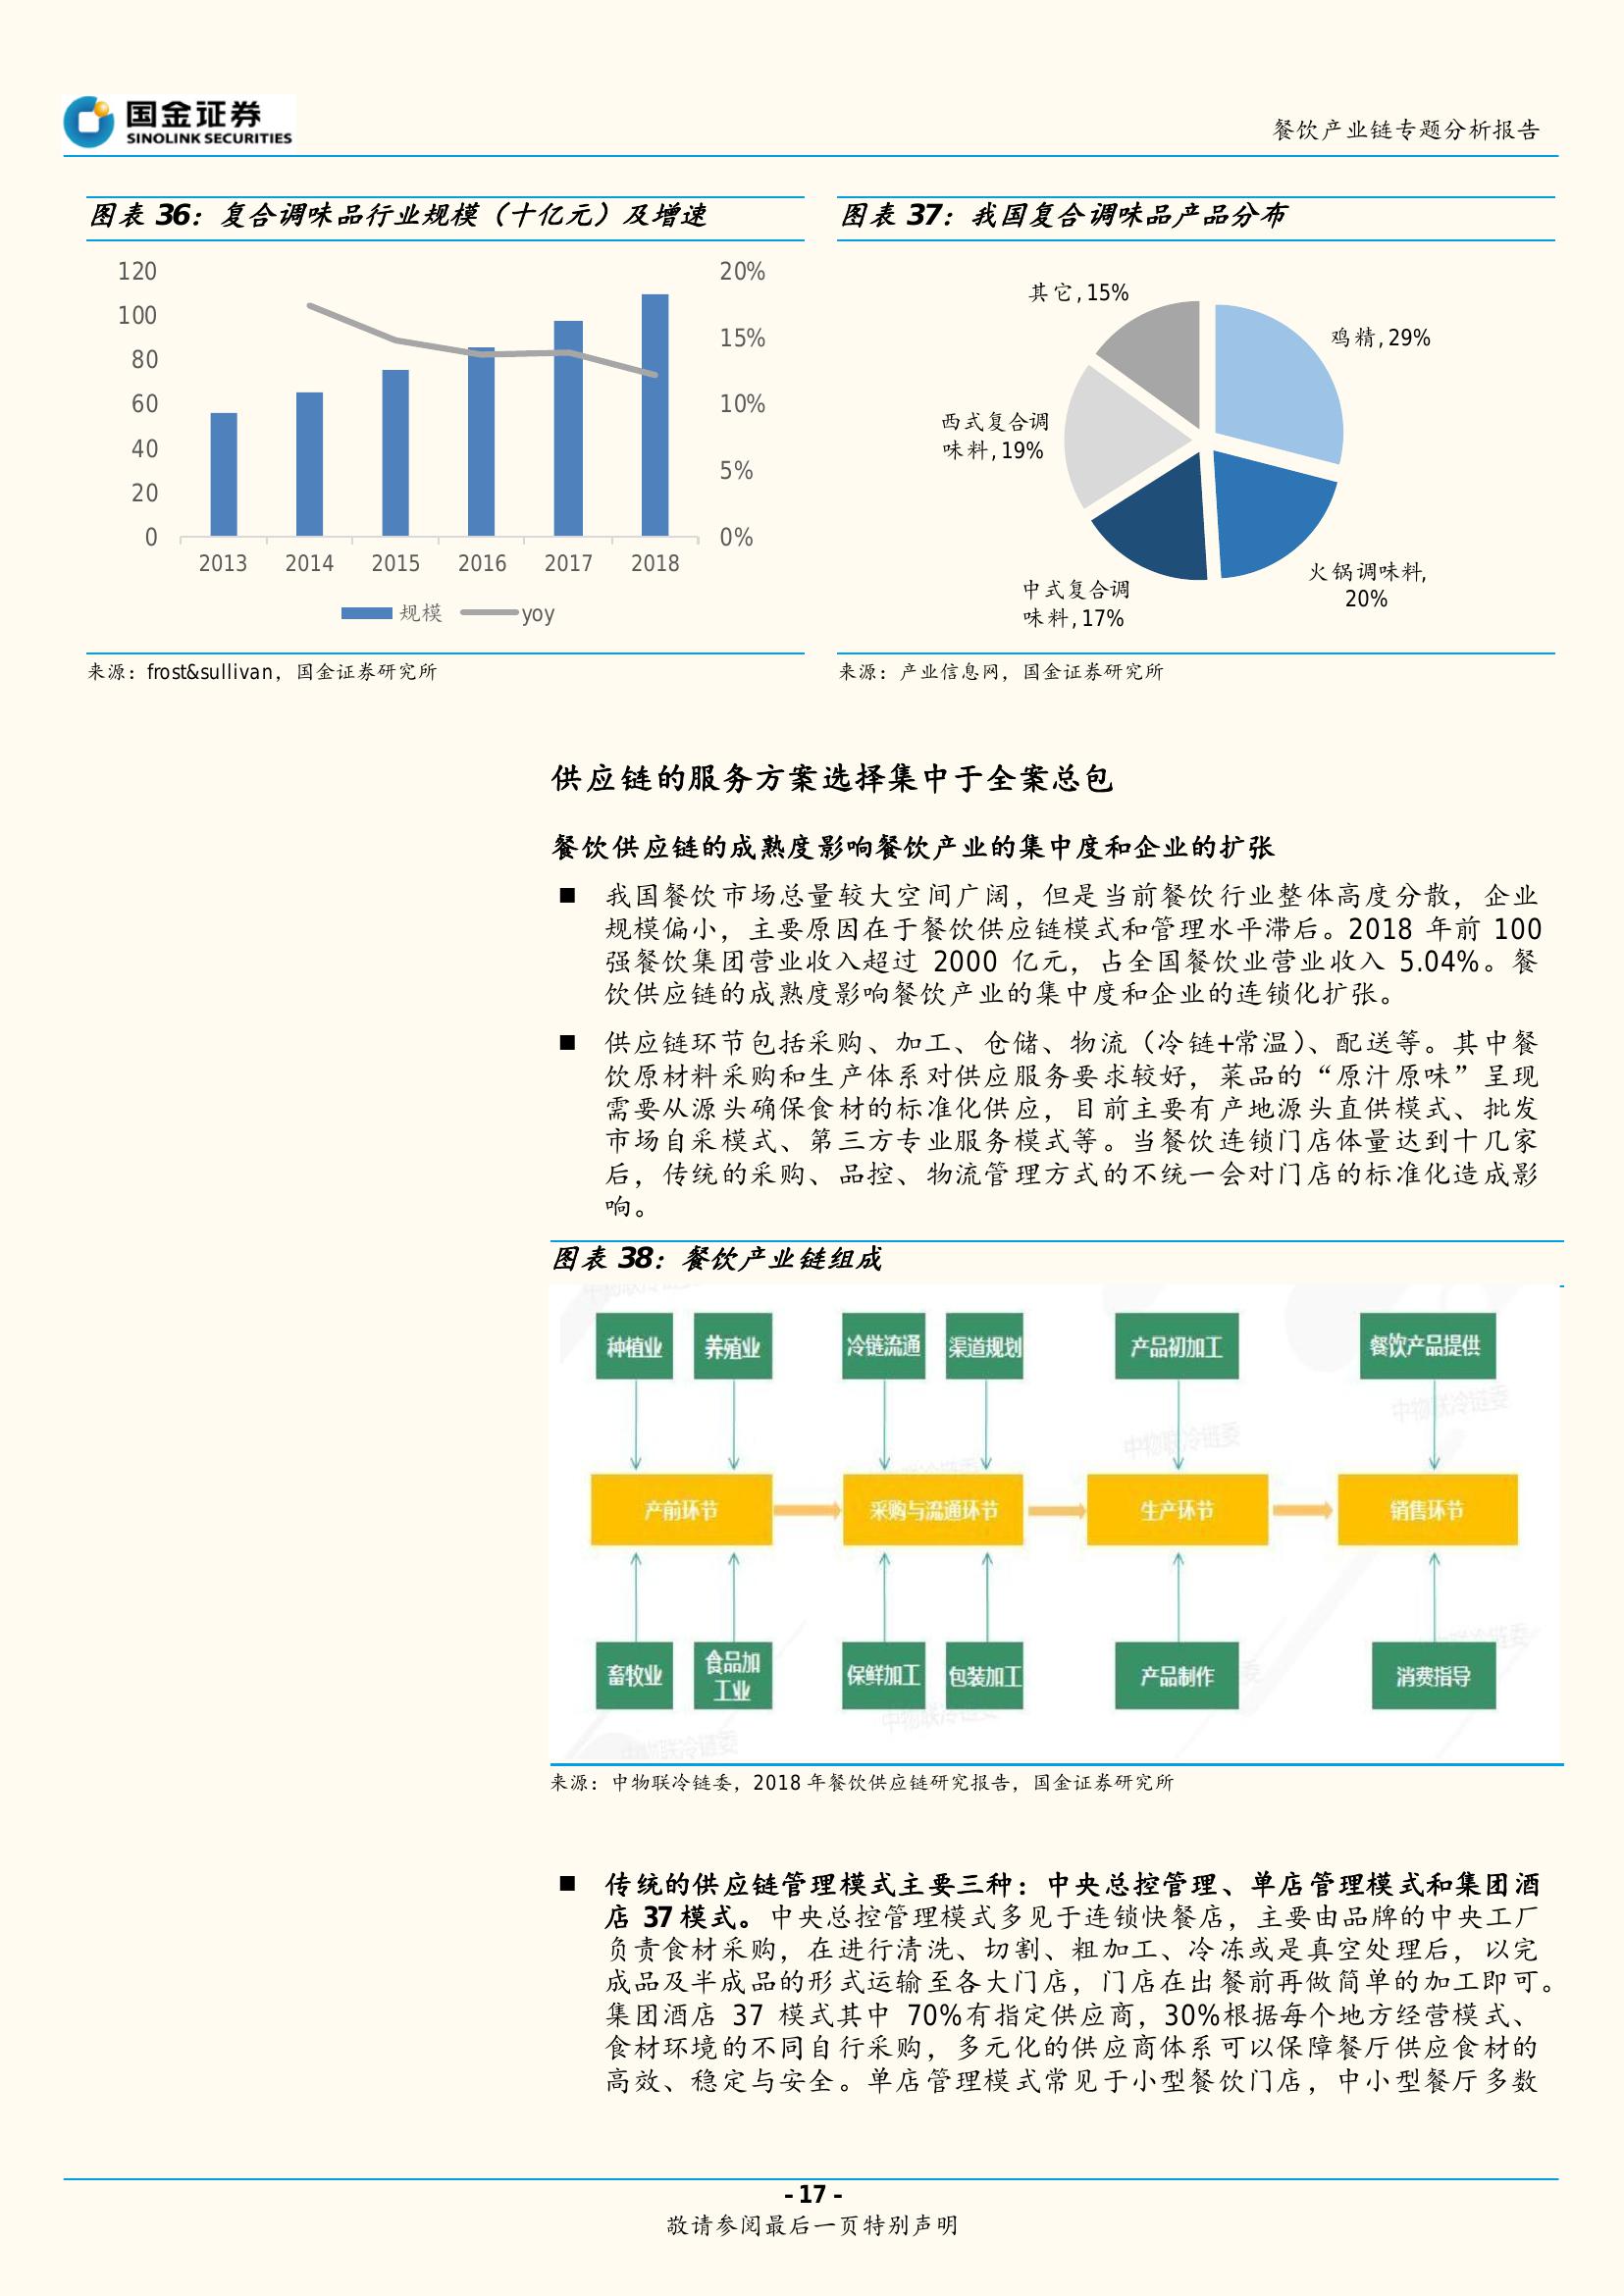 国金证券
SINOLINK SECURITIES
餐饮产业链专题分析报告
图表 36：复合调味品行业规模（十亿元）及增速
120
100
80
60
40
20
0
20%
15%
10%
5%
0%
2013 2014 2015 2016 2017 2018
规模 yoy
来源：frost&sullivan，国金证券研究所
图表 37：我国复合调味品产品分布
其它, 15%
鸡精, 29%
西式复合调
味料, 19%
火锅调味料,
20%
中式复合调
味料, 17%
来源：产业信息网，国金证券研究所
供应链的服务方案选择集中于全案总包
餐饮供应链的成熟度影响餐饮产业的集中度和企业的扩张
■ 我国餐饮市场总量较大空间广阔，但是当前餐饮行业整体高度分散，企业
规模偏小，主要原因在于餐饮供应链模式和管理水平滞后。2018 年前 100
强餐饮集团营业收入超过 2000 亿元，占全国餐饮业营业收入 5.04%。餐
饮供应链的成熟度影响餐饮产业的集中度和企业的连锁化扩张。
■ 供应链环节包括采购、加工、仓储、物流（冷链+常温）、配送等。其中餐
饮原材料采购和生产体系对供应服务要求较好，菜品的“原汁原味”呈现
需要从源头确保食材的标准化供应，目前主要有产地源头直供模式、批发
市场自采模式、第三方专业服务模式等。当餐饮连锁门店体量达到十几家
后，传统的采购、品控、物流管理方式的不统一会对门店的标准化造成影
响。
图表 38：餐饮产业链组成
种植业 养殖业 冷链流通 渠道规划 产品初加工 餐饮产品提供
产前环节 采购与流通环节 生产环节 销售环节
畜牧业 食品加
工业 保鲜加工 包装加工 产品制作 消费指导
中物联冷链委
中物联冷链委
中物联冷链委
中物联冷链委
来源：中物联冷链委，2018 年餐饮供应链研究报告，国金证券研究所
■ 传统的供应链管理模式主要三种：中央总控管理、单店管理模式和集团酒
店 37 模式。中央总控管理模式多见于连锁快餐店，主要由品牌的中央工厂
负责食材采购，在进行清洗、切割、粗加工、冷冻或是真空处理后，以完
成品及半成品的形式运输至各大门店，门店在出餐前再做简单的加工即可。
集团酒店 37 模式其中 70%有指定供应商，30%根据每个地方经营模式、
食材环境的不同自行采购，多元化的供应商体系可以保障餐厅供应食材的
高效、稳定与安全。单店管理模式常见于小型餐饮门店，中小型餐厅多数
- 17 -
敬请参阅最后一页特别声明